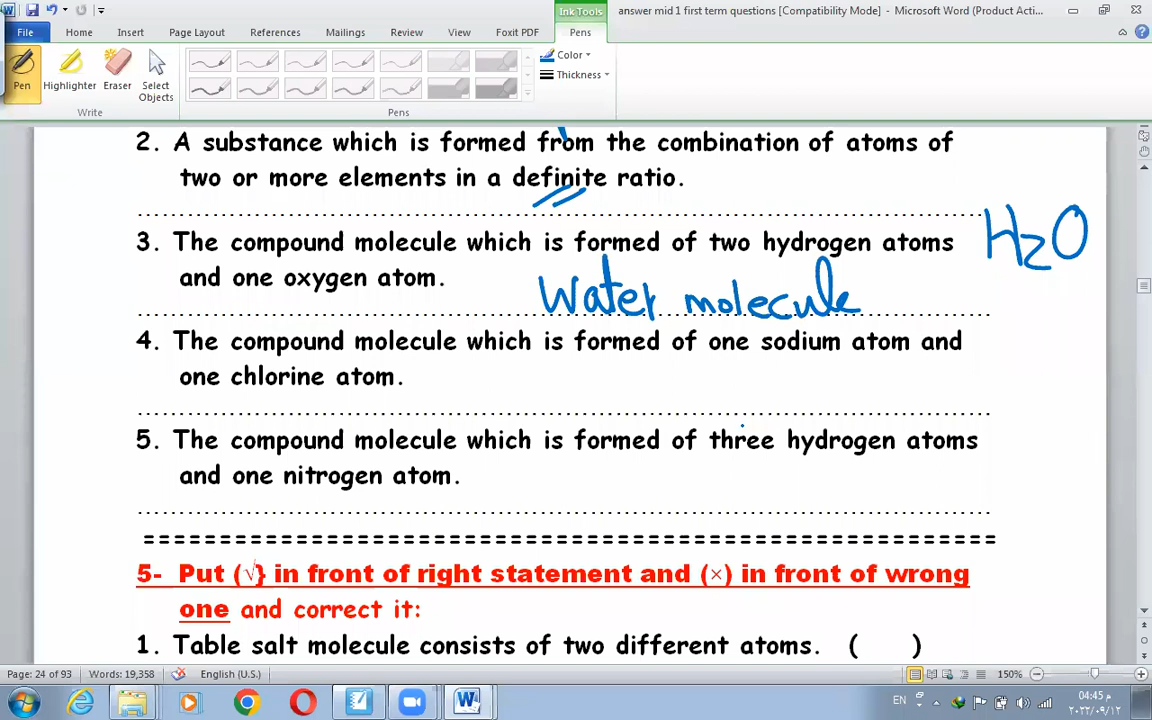 Ink Tools
answer mid 1 first term questions [Compatibility Mode] - Microsoft Word (Product Acti...
File Home Insert Page Layout References Mailings Review View Foxit PDF Pens
Pen Highlighter Eraser Select Objects
Color
Thickness
Write Pens
2. A substance which is formed from the combination of atoms of
two or more elements in a definite ratio.
3. The compound molecule which is formed of two hydrogen atoms
H2O
and one oxygen atom.
Water molecule
4. The compound molecule which is formed of one sodium atom and
one chlorine atom.
5. The compound molecule which is formed of three hydrogen atoms
and one nitrogen atom.
================================================
5- Put (√} in front of right statement and (×) in front of wrong
one and correct it:
1. Table salt molecule consists of two different atoms. ( )
Page: 24 of 93 Words: 19,358 English (U.S.) 150%
EN
04:45 م
٢٠٢٢/٠٩/١٢